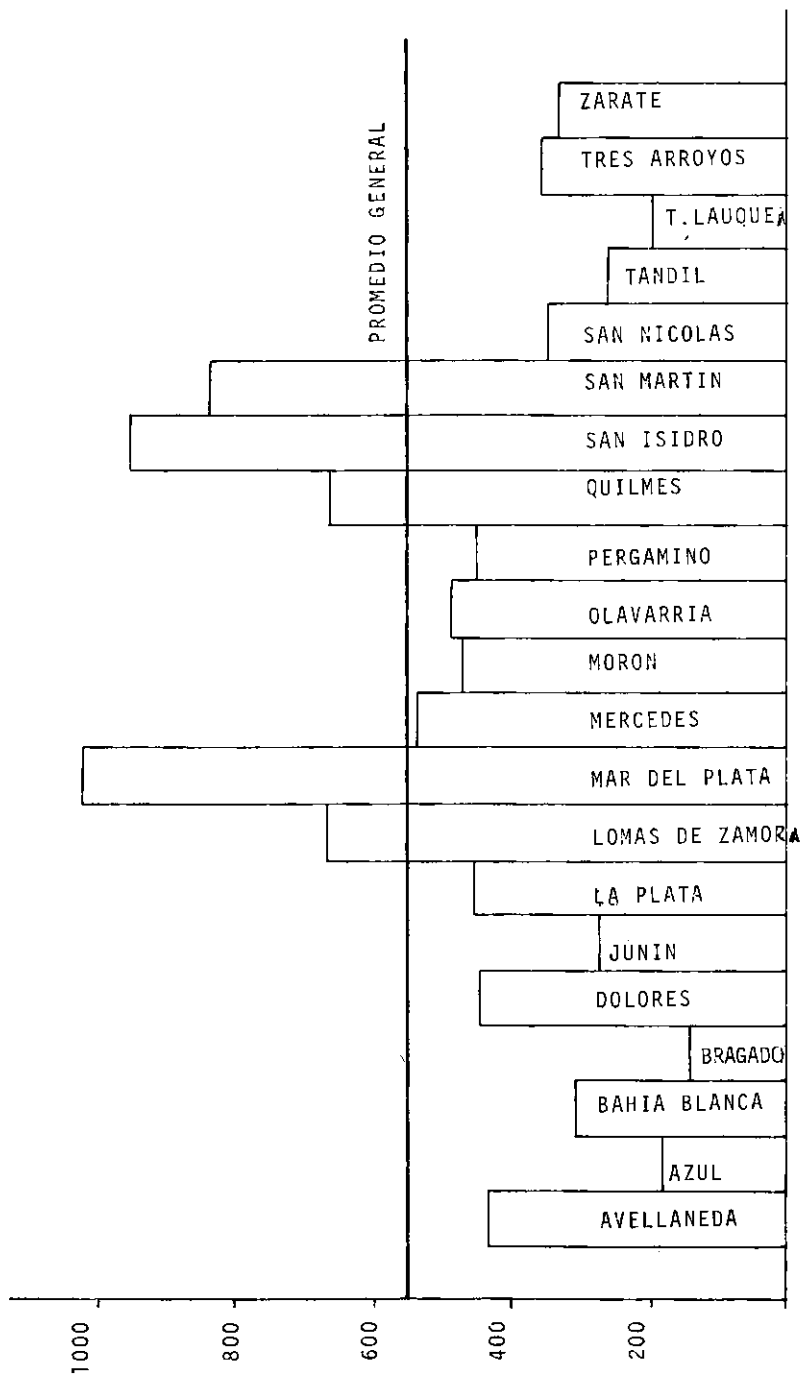 PROMEDIO GENERAL
ZARATE
TRES ARROYOS
T.LAUQUEN
TANDIL
SAN NICOLAS
SAN MARTIN
SAN ISIDRO
QUILMES
PERGAMINO
OLAVARRIA
MORON
MERCEDES
MAR DEL PLATA
LOMAS DE ZAMORA
LA PLATA
JUNIN
DOLORES
BRAGADO
BAHIA BLANCA
AZUL
AVELLANEDA
1000
800
600
400
200